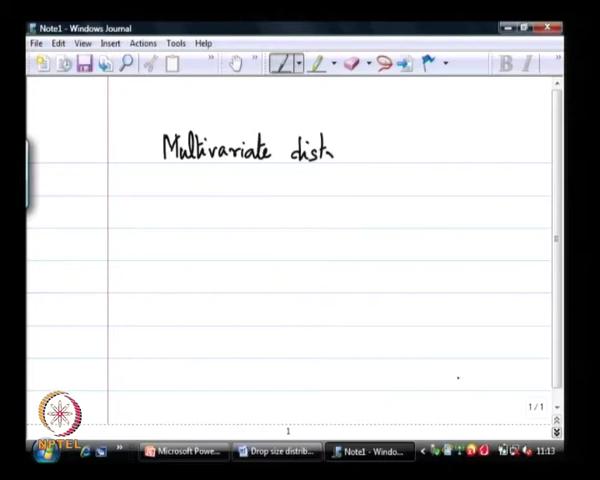 Note1 - Windows Journal
File Edit View Insert Actions Tools Help
B I
Multivariate dist
1/1
1
NPTEL
Microsoft Powe...
Drop size distrib...
Note1 - Windo...
11:13